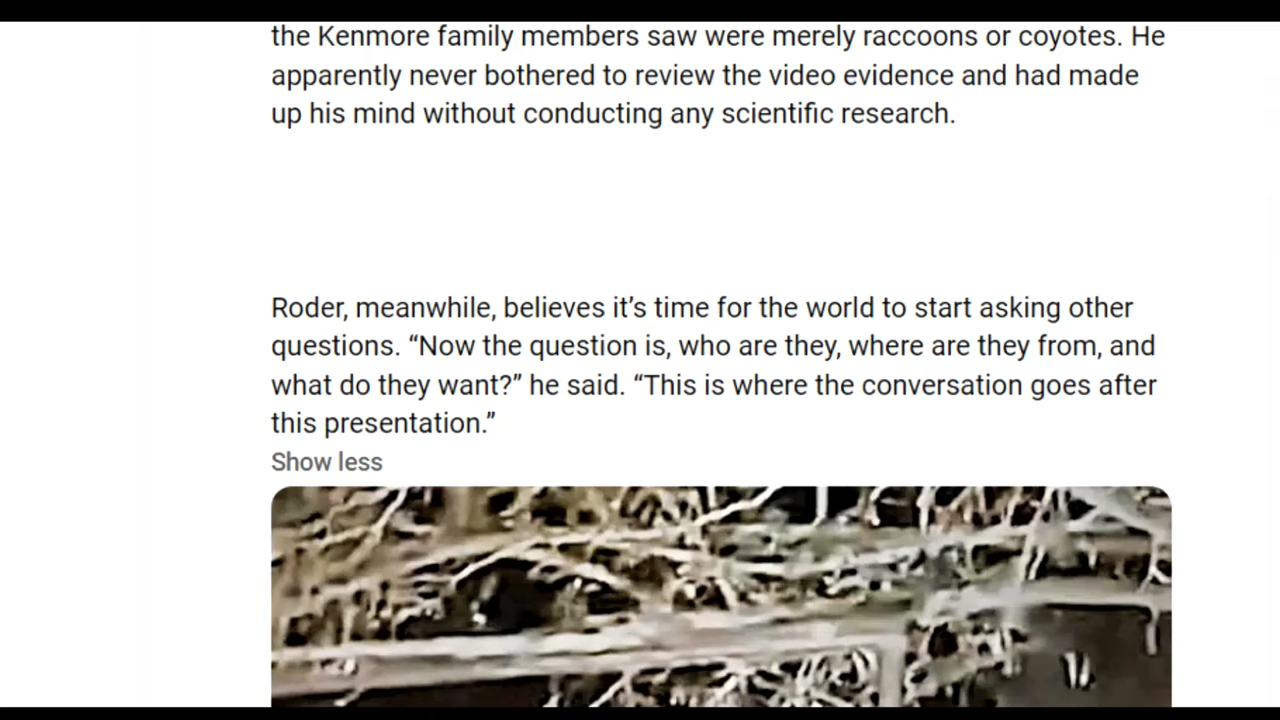 the Kenmore family members saw were merely raccoons or coyotes. He
apparently never bothered to review the video evidence and had made
up his mind without conducting any scientific research.
Roder, meanwhile, believes it’s time for the world to start asking other
questions. “Now the question is, who are they, where are they from, and
what do they want?” he said. “This is where the conversation goes after
this presentation.”
Show less